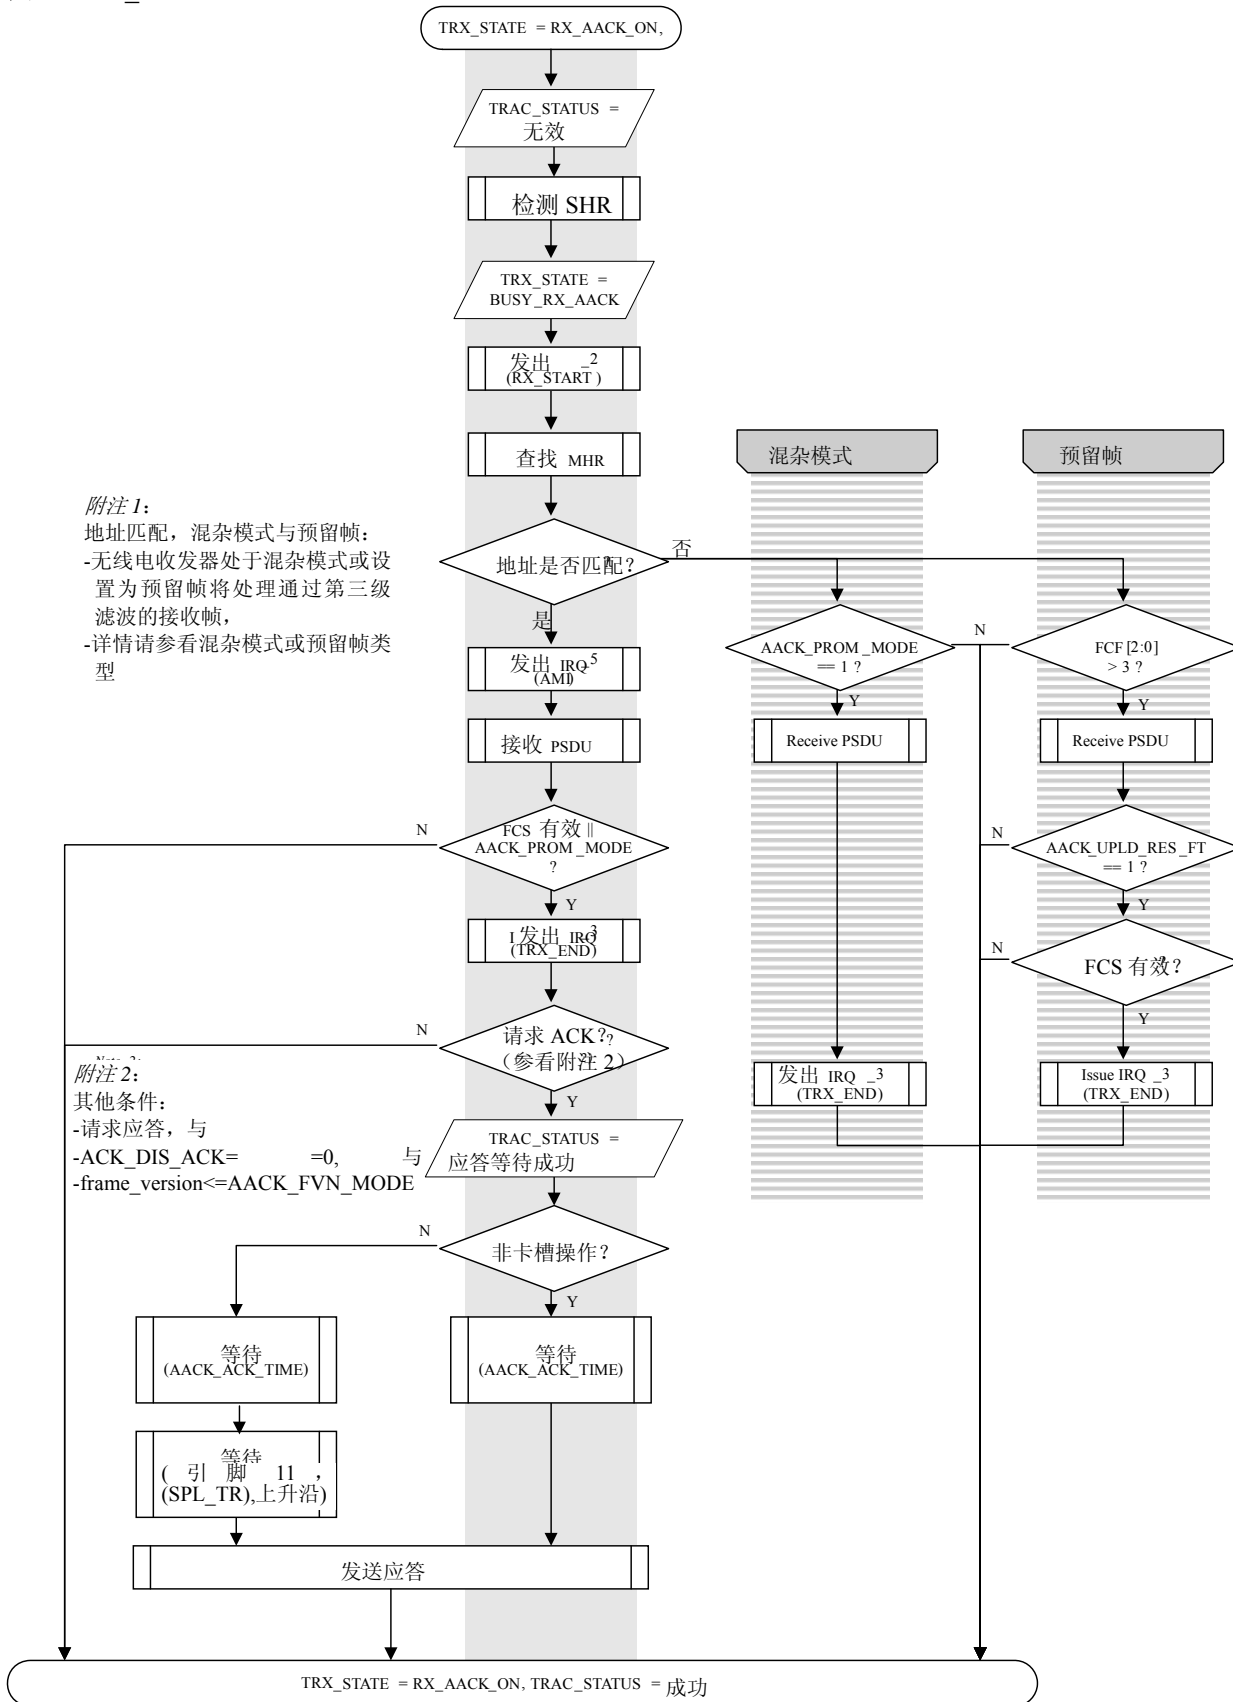 TRX_STATE = RX_AACK_ON,
TRAC_STATUS =
无效
检测 SHR
TRX_STATE =
BUSY_RX_AACK
发出 _2
(RX_START )
查找 MHR
混杂模式
预留帧
附注 1：
地址匹配，混杂模式与预留帧：
-无线电收发器处于混杂模式或设
置为预留帧将处理通过第三级
滤波的接收帧，
-详情请参看混杂模式或预留帧类
型
地址是否匹配？
否
是
AACK_PROM _MODE
== 1 ?
N
FCF [2:0]
> 3 ?
Y
Y
发出 IRQ_5
(AMI)
接收 PSDU
Receive PSDU
Receive PSDU
N
FCS 有效 ||
AACK_PROM _MODE
?
Y
N
AACK_UPLD_RES_FT
== 1 ?
Y
I 发出 IRQ_3
(TRX_END)
N
FCS 有效？
Y
N
请求 ACK？?
（参看附注 2）
Y
发出 IRQ _3
(TRX_END)
Issue IRQ _3
(TRX_END)
附注 2：
其他条件：
-请求应答，与
-ACK_DIS_ACK= =0, 与
-frame_version<=AACK_FVN_MODE
TRAC_STATUS =
应答等待成功
N
非卡槽操作？
Y
等待
(AACK_ACK_TIME)
等待
(AACK_ACK_TIME)
等待
( 引 脚 11 ，
(SPL_TR),上升沿)
发送应答
TRX_STATE = RX_AACK_ON, TRAC_STATUS = 成功